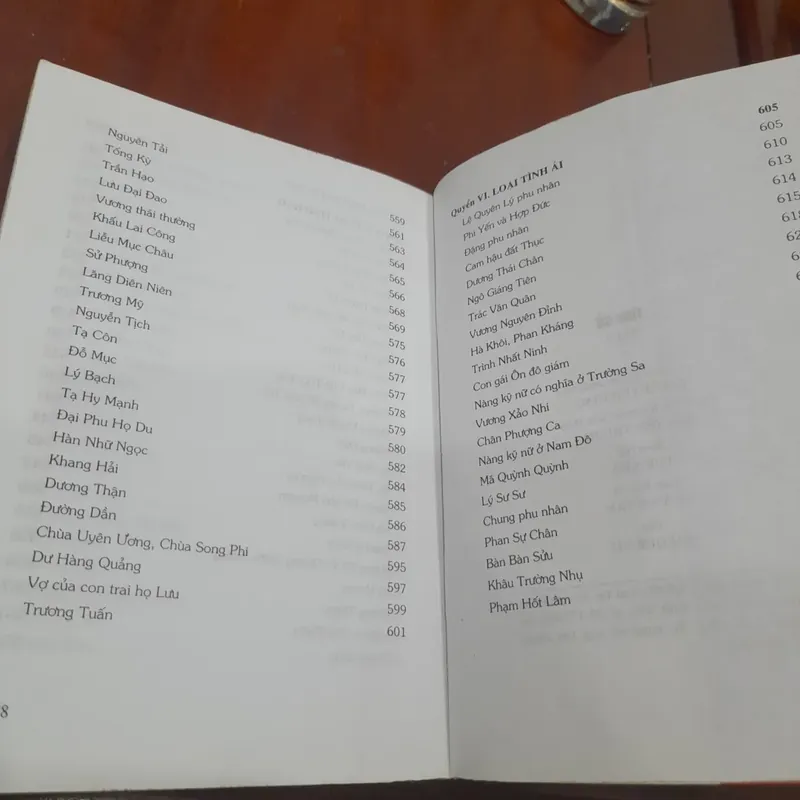 Nguyên Tải 559
Tống Kỳ 561
Trần Hạo 563
Lưu Đại Đao 564
Vương thái thường 565
Khấu Lai Công 566
Liễu Mục Châu 568
Sử Phượng 569
Lăng Diên Niên 575
Trương Mỹ 576
Nguyễn Tịch 577
Tạ Côn 577
Đỗ Mục 578
Lý Bạch 579
Tạ Hy Mạnh 580
Đại Phu Họ Du 582
Hàn Nhữ Ngọc 584
Khang Hải 585
Dương Thận 586
Đường Dần 587
Chùa Uyên Ương, Chùa Song Phi 595
Dư Hàng Quảng 597
Vợ của con trai họ Lưu 599
Trương Tuấn 601
8
Quyển VI. LOẠI TÌNH ÁI 605
Lệ Quyên Lý phu nhân 605
Phi Yến và Hợp Đức 610
Đặng phu nhân 613
Cam hậu đất Thục 614
Dương Thái Chân 615
Ngô Giáng Tiên 618
Trác Văn Quân 62
Vương Nguyên Đỉnh
Hà Khôi, Phan Kháng
Trinh Nhất Ninh
Con gái Ôn đô giám
Nàng kỹ nữ có nghĩa ở Trường Sa
Vương Xảo Nhi
Chân Phượng Ca
Nàng kỹ nữ ở Nam Đô
Mã Quỳnh Quỳnh
Lý Sư Sư
Chung phu nhân
Phan Sự Chân
Bàn Bàn Sửu
Khâu Trường Nhụ
Phạm Hốt Lâm